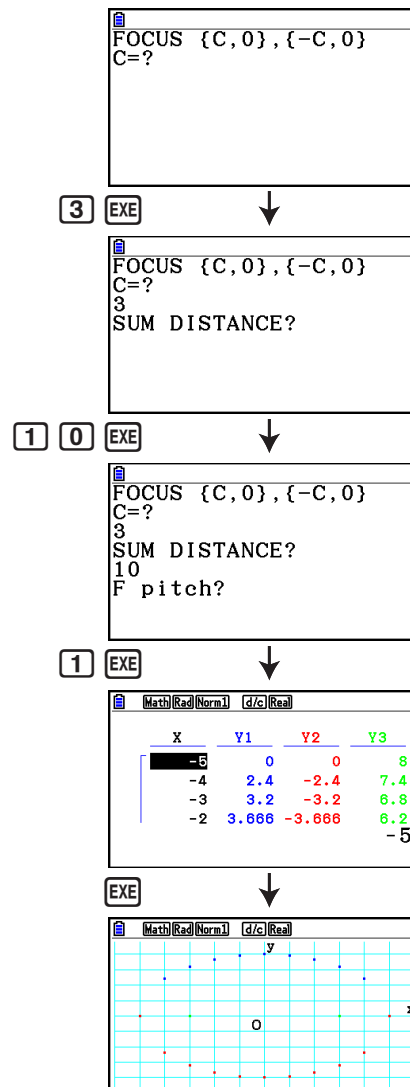 FOCUS {C,0},{-C,0}
C=?
3 EXE
FOCUS {C,0},{-C,0}
C=?
3
SUM DISTANCE?
1 0 EXE
FOCUS {C,0},{-C,0}
C=?
3
SUM DISTANCE?
10
F pitch?
1 EXE
Math Rad Norm1 d/c Real
X Y1 Y2 Y3
-5 0 0 8
-4 2.4 -2.4 7.4
-3 3.2 -3.2 6.8
-2 3.666 -3.666 6.2
-5
EXE
Math Rad Norm1 d/c Real
y
x
O